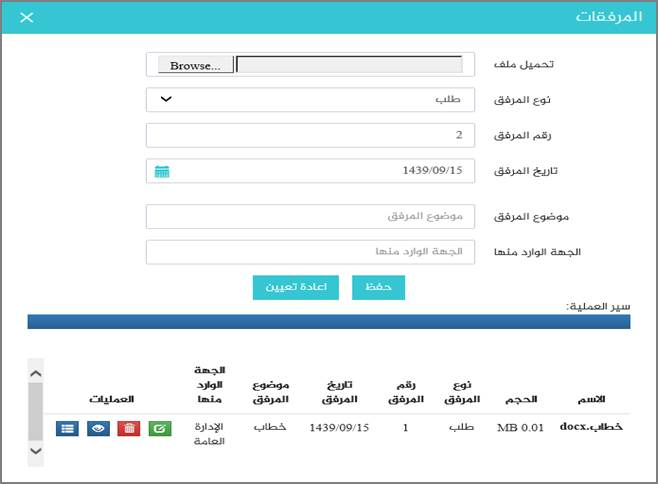 المرفقات
تحميل ملف Browse...
نوع المرفق طلب
رقم المرفق 2
تاريخ المرفق 1439/09/15
موضوع المرفق موضوع المرفق
الجهة الوارد منها الجهة الوارد منها
حفظ اعادة تعيين
سير العملية:
الاسم الحجم نوع المرفق رقم المرفق تاريخ المرفق موضوع المرفق الجهة الوارد منها العمليات
خطاب.docx 0.01 MB طلب 1 1439/09/15 خطاب الإدارة العامة